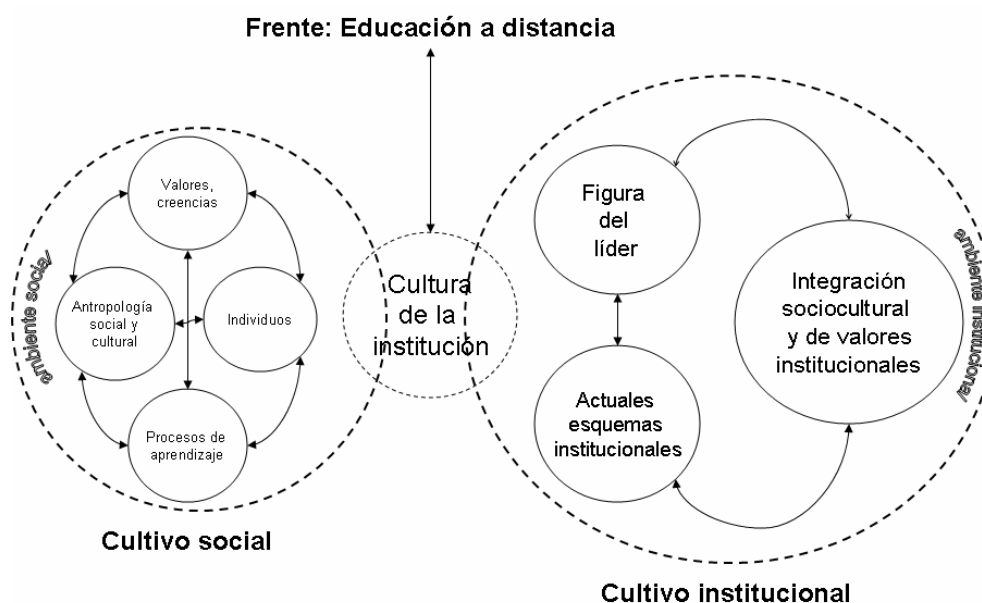 Frente: Educación a distancia
ambiente social
Valores,
creencias
Antropología
social y
cultural
Individuos
Procesos de
aprendizaje
Cultivo social
Cultura
de la
institución
Figura
del
líder
Actuales
esquemas
institucionales
Integración
sociocultural
y de valores
institucionales
ambiente institucional
Cultivo institucional